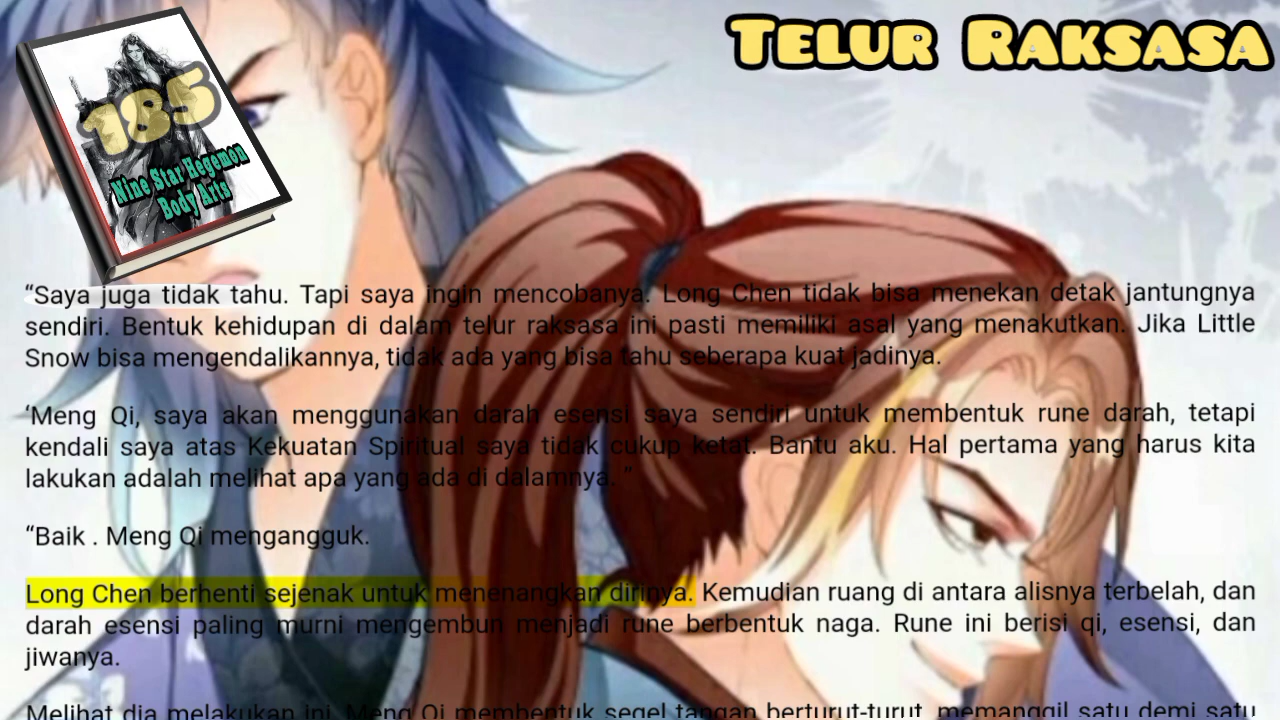 Telur Raksasa
185
Nine Star Hegemon
Body Arts
“Saya juga tidak tahu. Tapi saya ingin mencobanya. Long Chen tidak bisa menekan detak jantungnya
sendiri. Bentuk kehidupan di dalam telur raksasa ini pasti memiliki asal yang menakutkan. Jika Little
Snow bisa mengendalikannya, tidak ada yang bisa tahu seberapa kuat jadinya.
‘Meng Qi, saya akan menggunakan darah esensi saya sendiri untuk membentuk rune darah, tetapi
kendali saya atas Kekuatan Spiritual saya tidak cukup ketat. Bantu aku. Hal pertama yang harus kita
lakukan adalah melihat apa yang ada di dalamnya. ”
“Baik . Meng Qi mengangguk.
Long Chen berhenti sejenak untuk menenangkan dirinya. Kemudian ruang di antara alisnya terbelah, dan
darah esensi paling murni mengembun menjadi rune berbentuk naga. Rune ini berisi qi, esensi, dan
jiwanya.
Melihat dia melakukan ini, Meng Qi membentuk segel tangan berturut-turut, memanggil satu demi satu